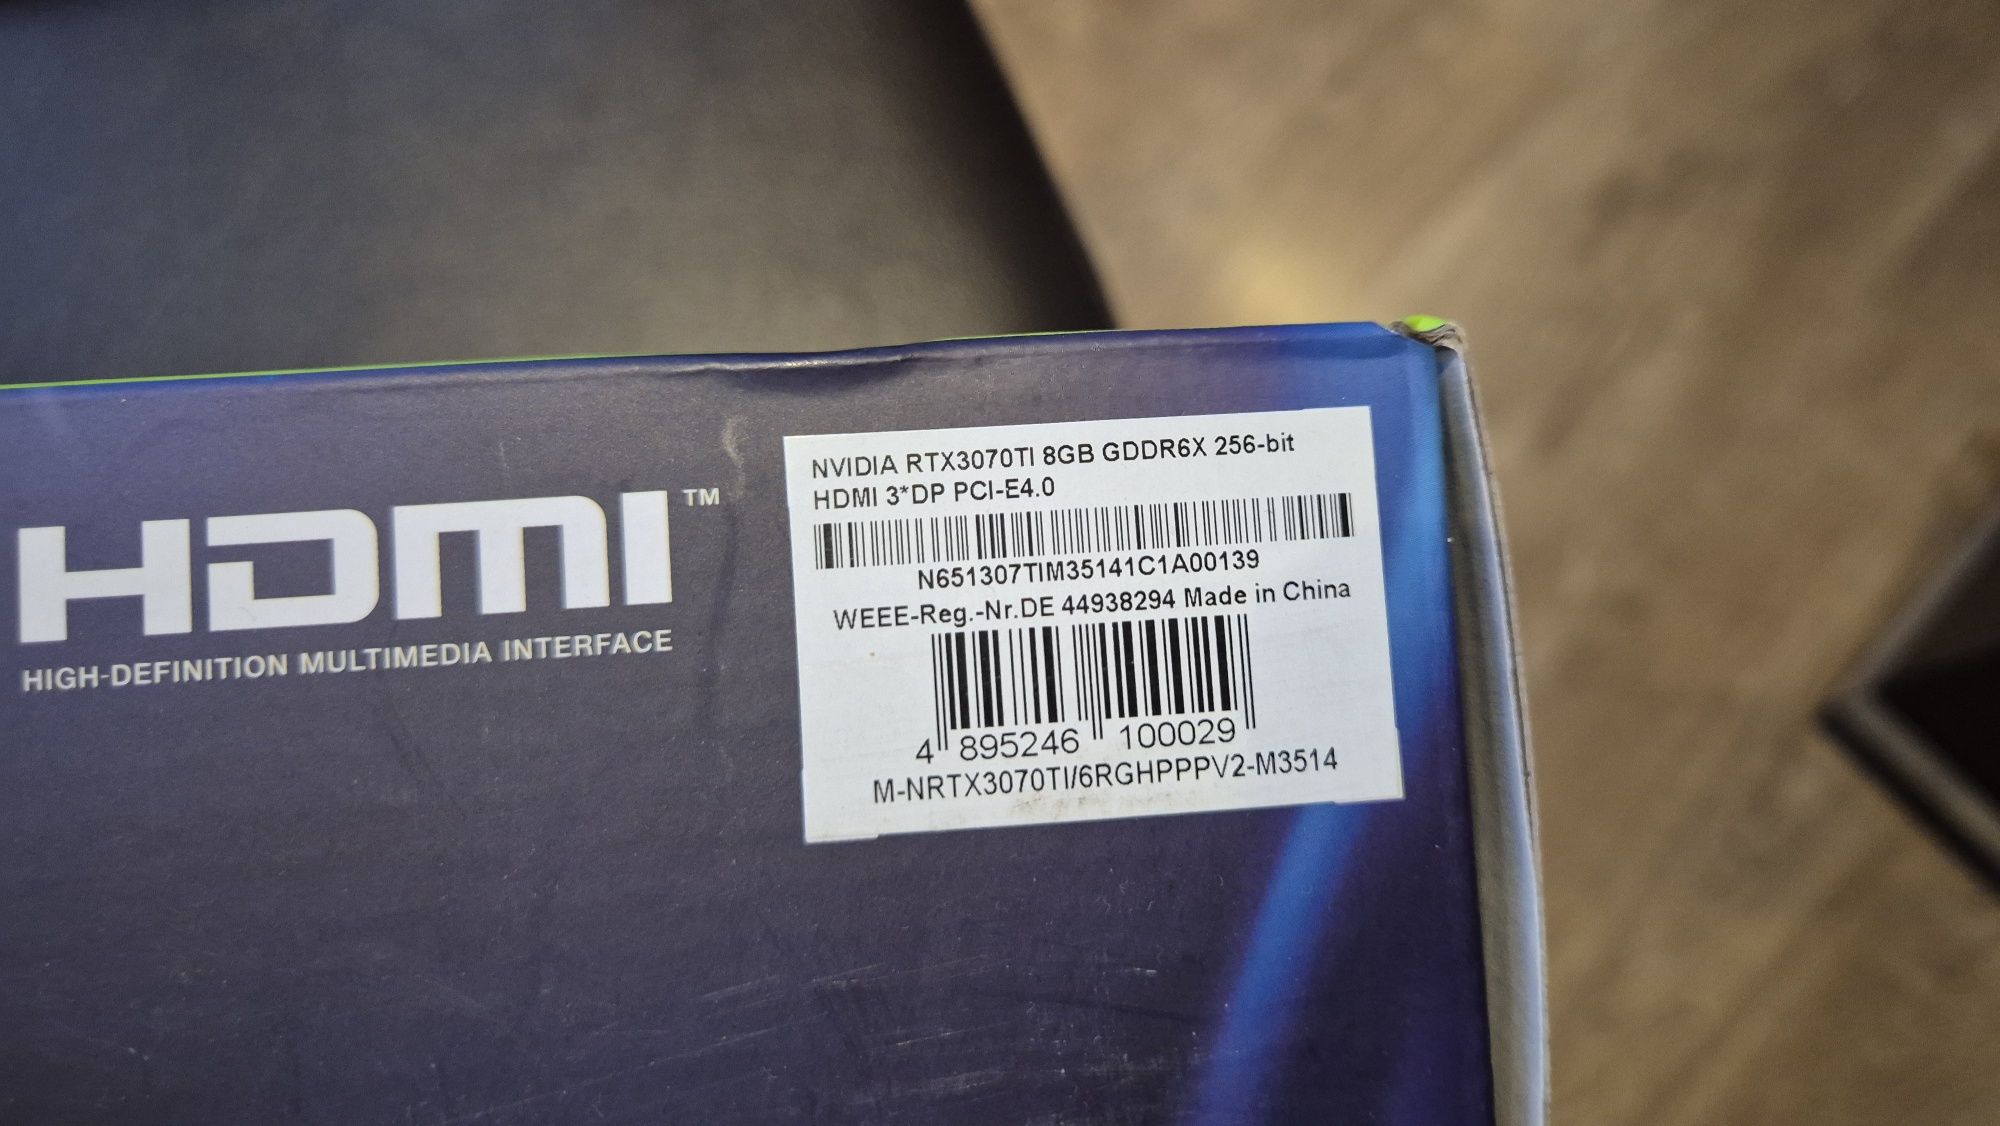 HDMI™
HIGH-DEFINITION MULTIMEDIA INTERFACE
NVIDIA RTX3070TI 8GB GDDR6X 256-bit
HDMI 3*DP PCI-E4.0
N651307TIM35141C1A00139
WEEE-Reg.-Nr.DE 44938294 Made in China
4 895246 100029
M-NRTX3070TI/6RGHPPPV2-M3514